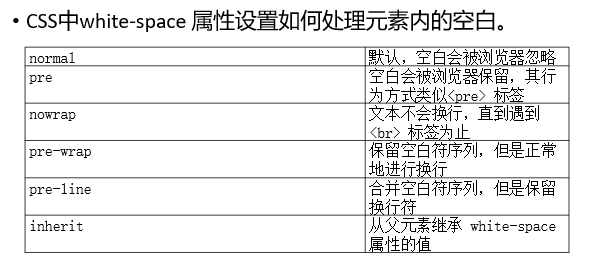 • CSS中white-space 属性设置如何处理元素内的空白。
normal 默认，空白会被浏览器忽略
pre 空白会被浏览器保留，其行
为方式类似<pre> 标签
nowrap 文本不会换行，直到遇到
<br> 标签为止
pre-wrap 保留空白符序列，但是正常
地进行换行
pre-line 合并空白符序列，但是保留
换行符
inherit 从父元素继承 white-space
属性的值